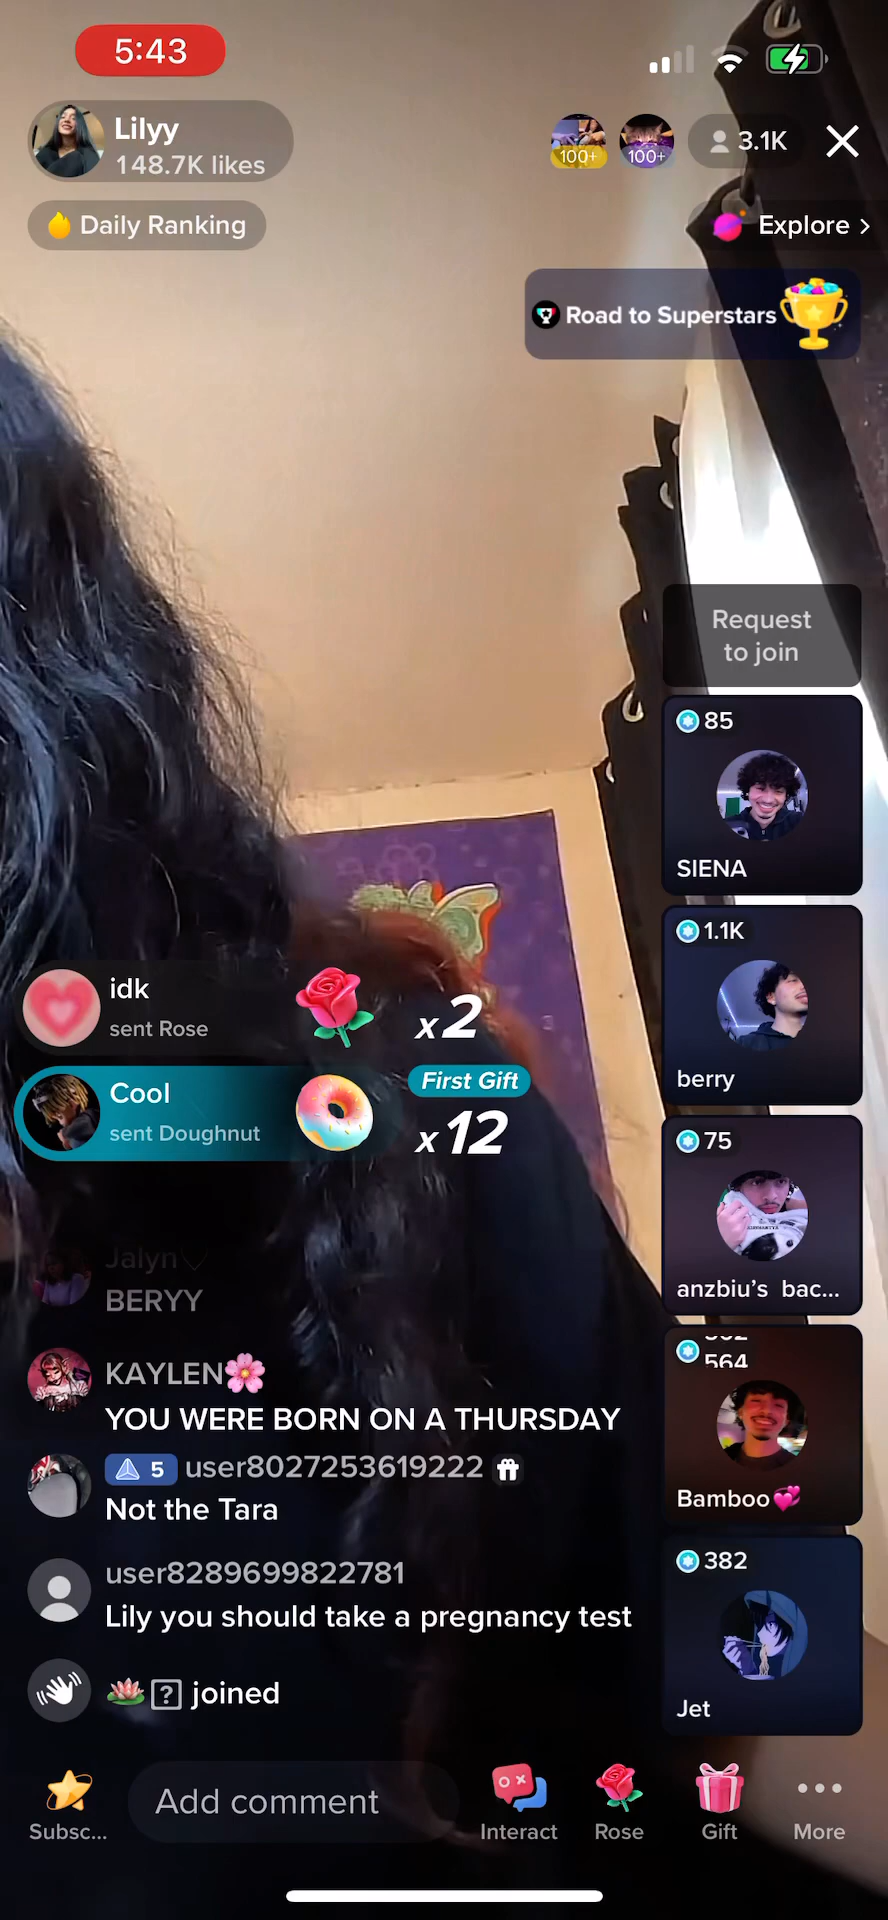 5:43
Lilyy
148.7K likes
100+
100+
3.1K
Daily Ranking
Explore >
Road to Superstars
Request
to join
85
SIENA
1.1K
berry
75
anzbiu's bac...
564
Bamboo💞
382
Jet
idk
sent Rose
x2
Cool
sent Doughnut
First Gift
x12
Jalyn♡
BERYY
KAYLEN🌸
YOU WERE BORN ON A THURSDAY
5 user8027253619222
Not the Tara
user8289699822781
Lily you should take a pregnancy test
🪷 joined
Subsc...
Add comment
Interact
Rose
Gift
More